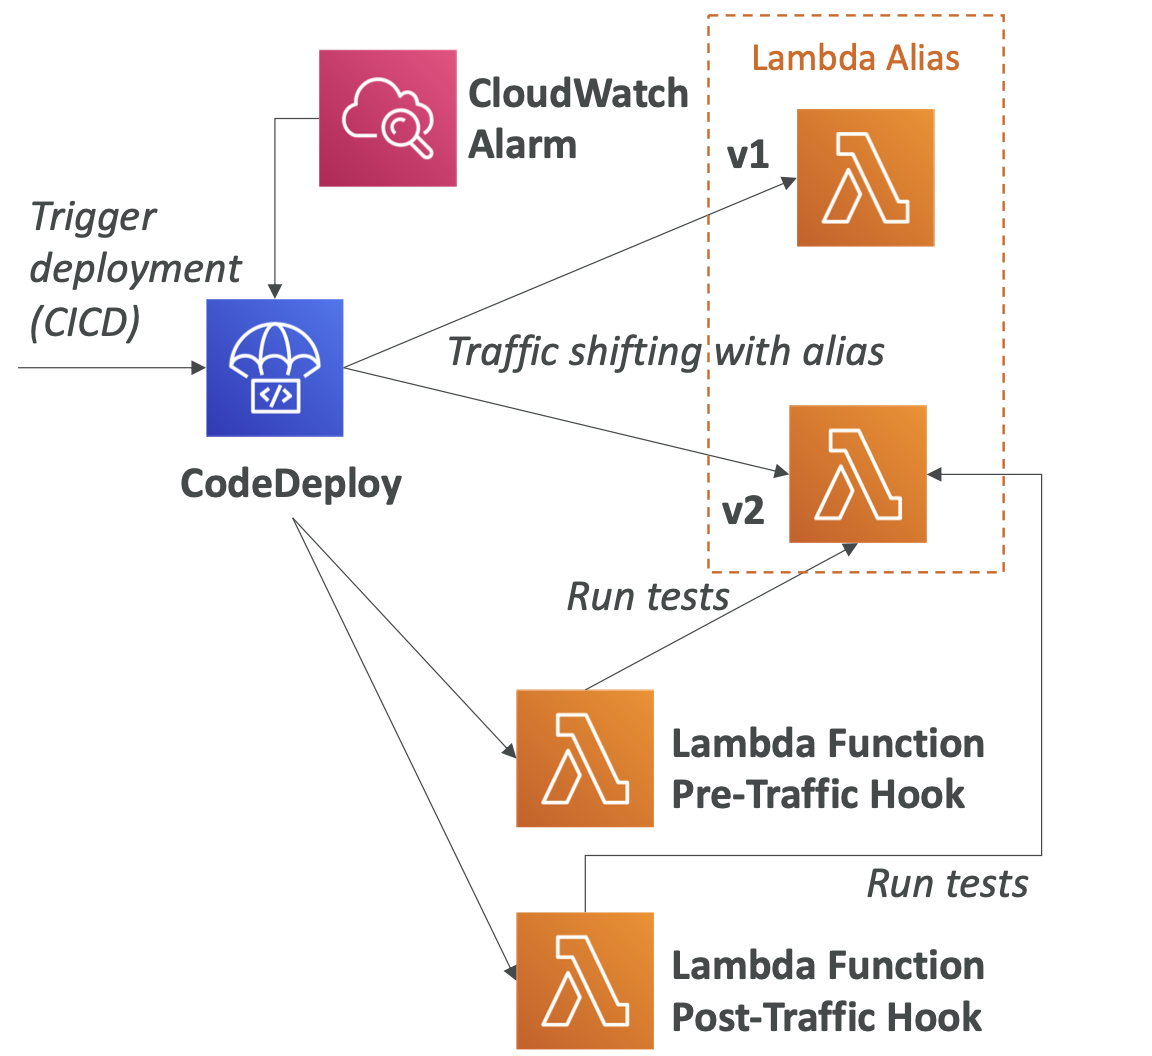 Lambda Alias
CloudWatch
Alarm
v1
Trigger
deployment
(CICD)
Traffic shifting with alias
CodeDeploy
v2
Run tests
Lambda Function
Pre-Traffic Hook
Run tests
Lambda Function
Post-Traffic Hook